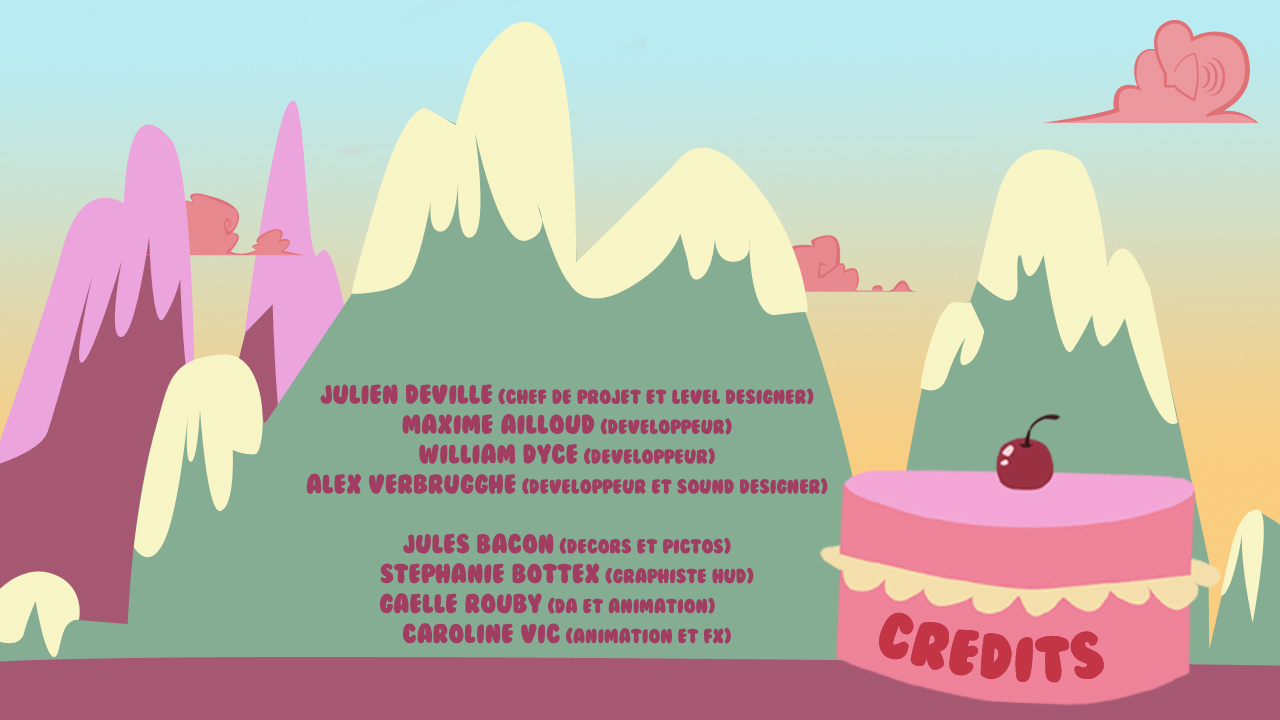 JULIEN DEVILLE (CHEF DE PROJET ET LEVEL DESIGNER)
MAXIME AILLOUD (DEVELOPPEUR)
WILLIAM DYCE (DEVELOPPEUR)
ALEX VERBRUGGHE (DEVELOPPEUR ET SOUND DESIGNER)
JULES BACON (DECORS ET PICTOS)
STEPHANIE BOTTEX (GRAPHISTE HUD)
GAELLE ROUBY (DA ET ANIMATION)
CAROLINE VIC (ANIMATION ET FX)
CREDITS